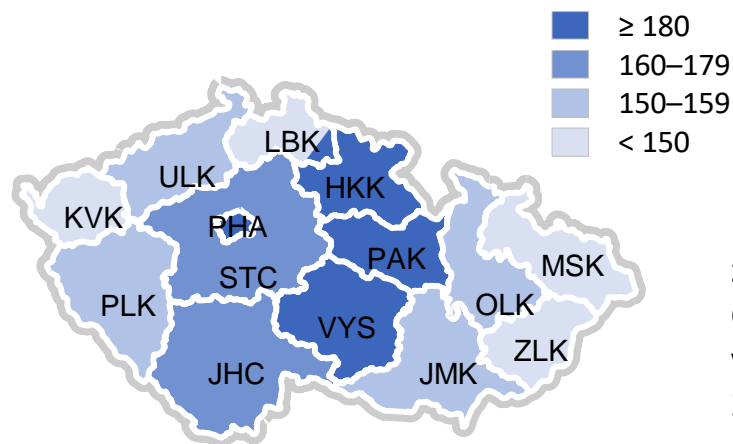 ≥ 180
160–179
150–159
< 150
LBK
ULK
HKK
KVK
PHA
PAK
MSK
STC
PLK
OLK
VYS
ZLK
JHC
JMK